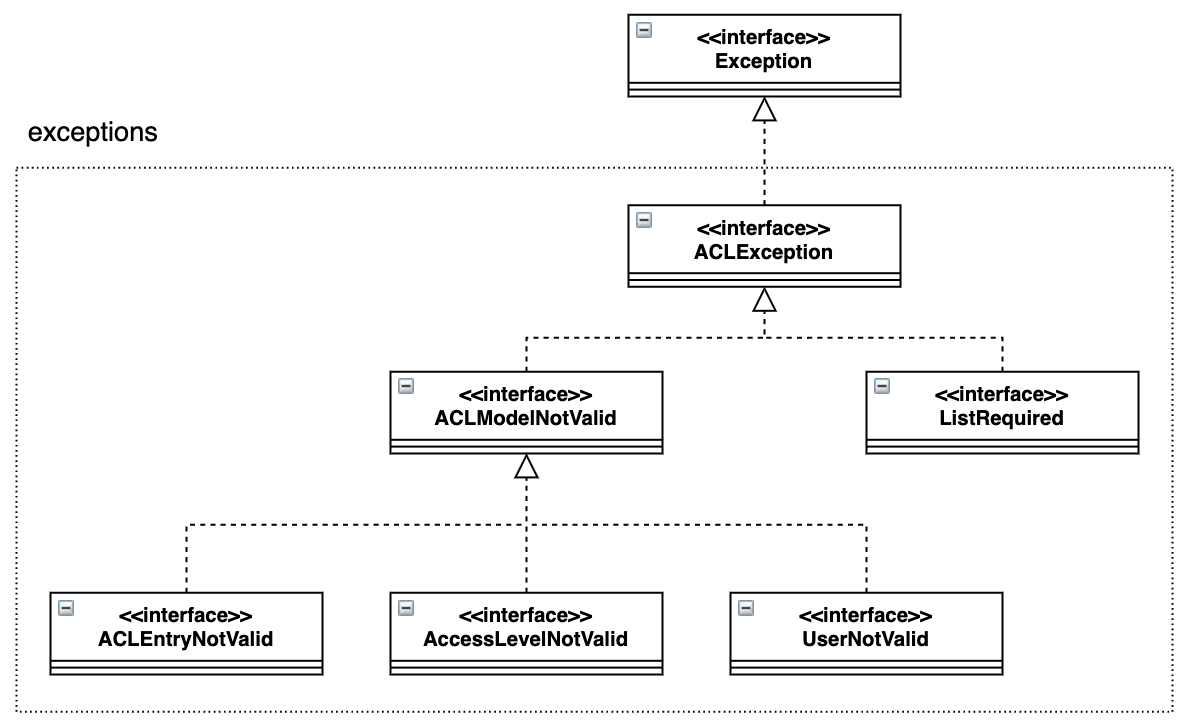 <<interface>>
Exception
exceptions
<<interface>>
ACLException
<<interface>>
ACLModelNotValid
<<interface>>
ListRequired
<<interface>>
ACLEntryNotValid
<<interface>>
AccessLevelNotValid
<<interface>>
UserNotValid